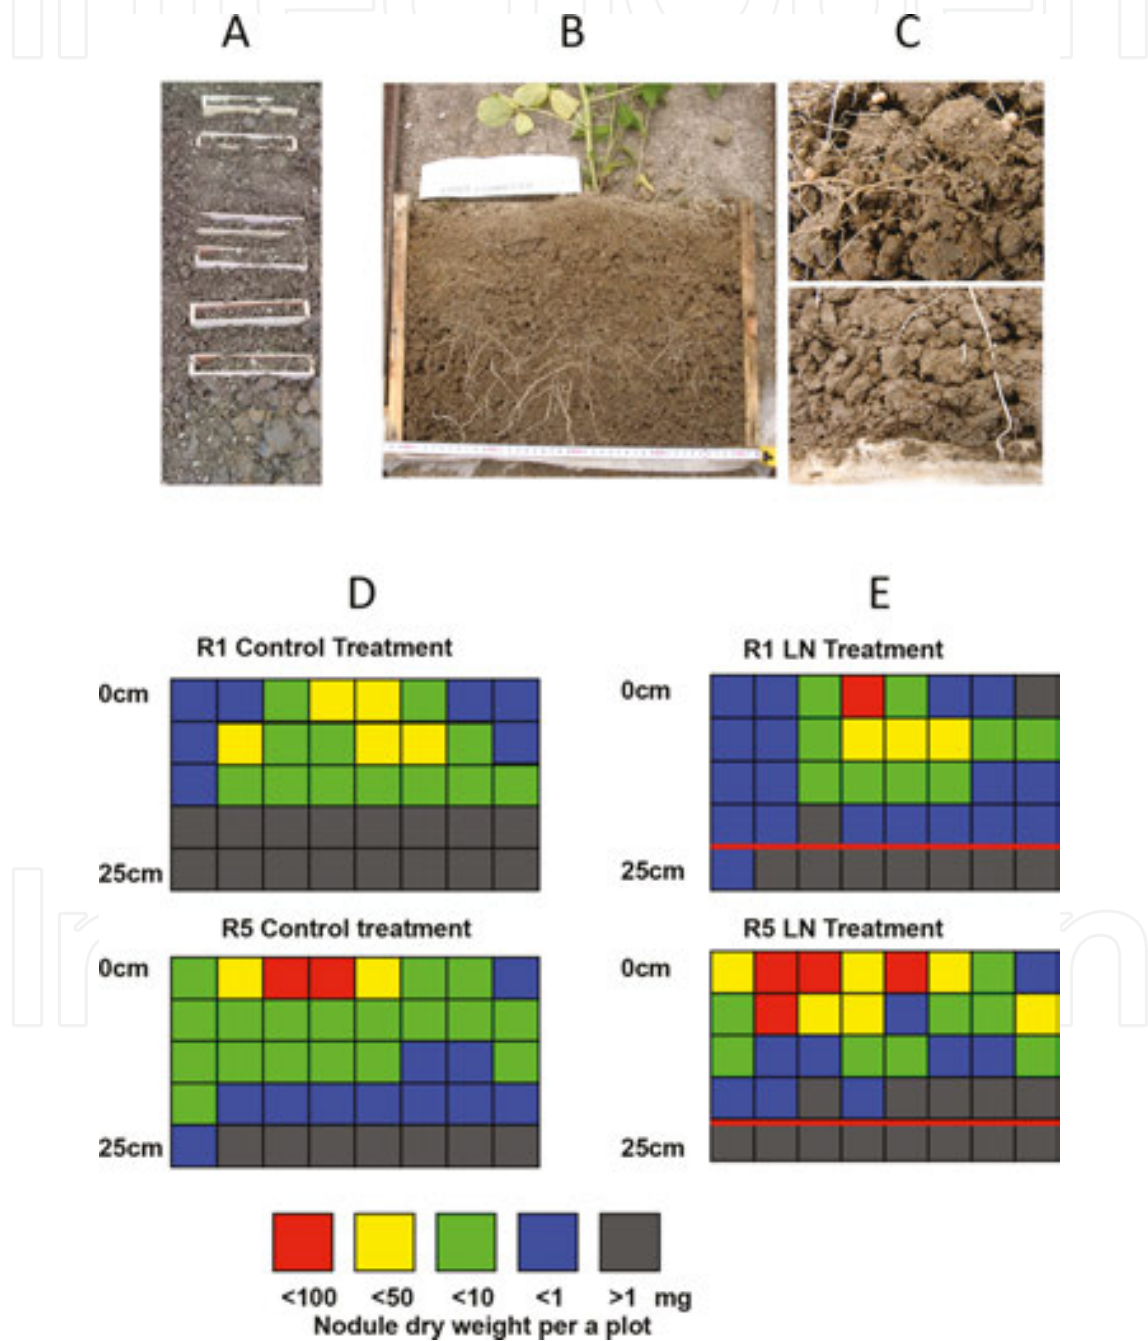 A B C
D E
R1 Control Treatment
R1 LN Treatment
0cm
0cm
25cm
25cm
R5 Control treatment
R5 LN Treatment
0cm
0cm
25cm
25cm
<100 <50 <10 <1 >1 mg
Nodule dry weight per a plot